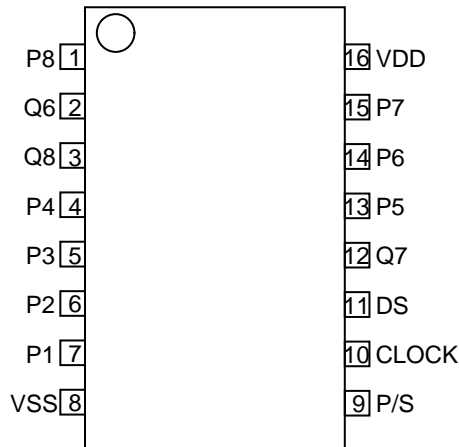 P8 1 16 VDD
Q6 2 15 P7
Q8 3 14 P6
P4 4 13 P5
P3 5 12 Q7
P2 6 11 DS
P1 7 10 CLOCK
VSS 8 9 P/S